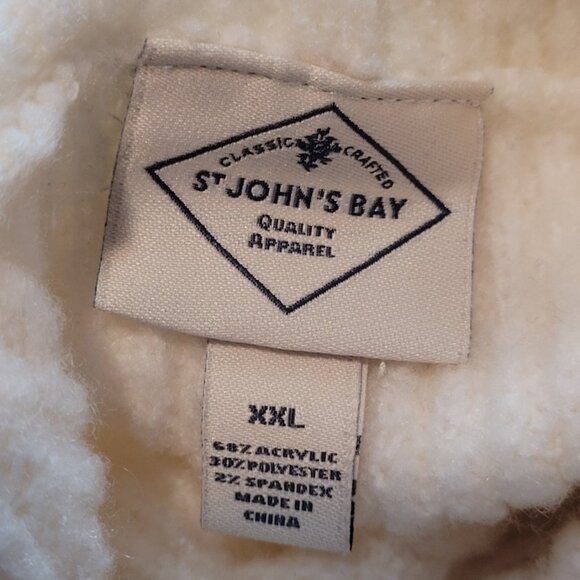 CLASSIC CRAFTED
ST JOHN'S BAY
QUALITY
APPAREL
XXL
68% ACRYLIC
30% POLYESTER
2% SPANDEX
MADE IN
CHINA